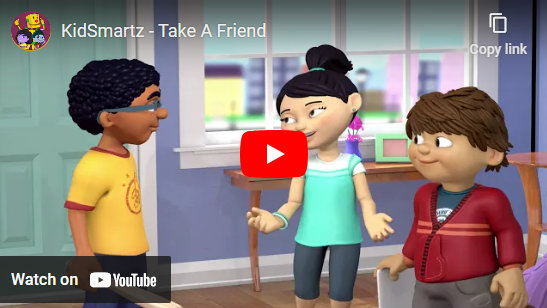 KidSmartz - Take A Friend
Copy link
Watch on YouTube